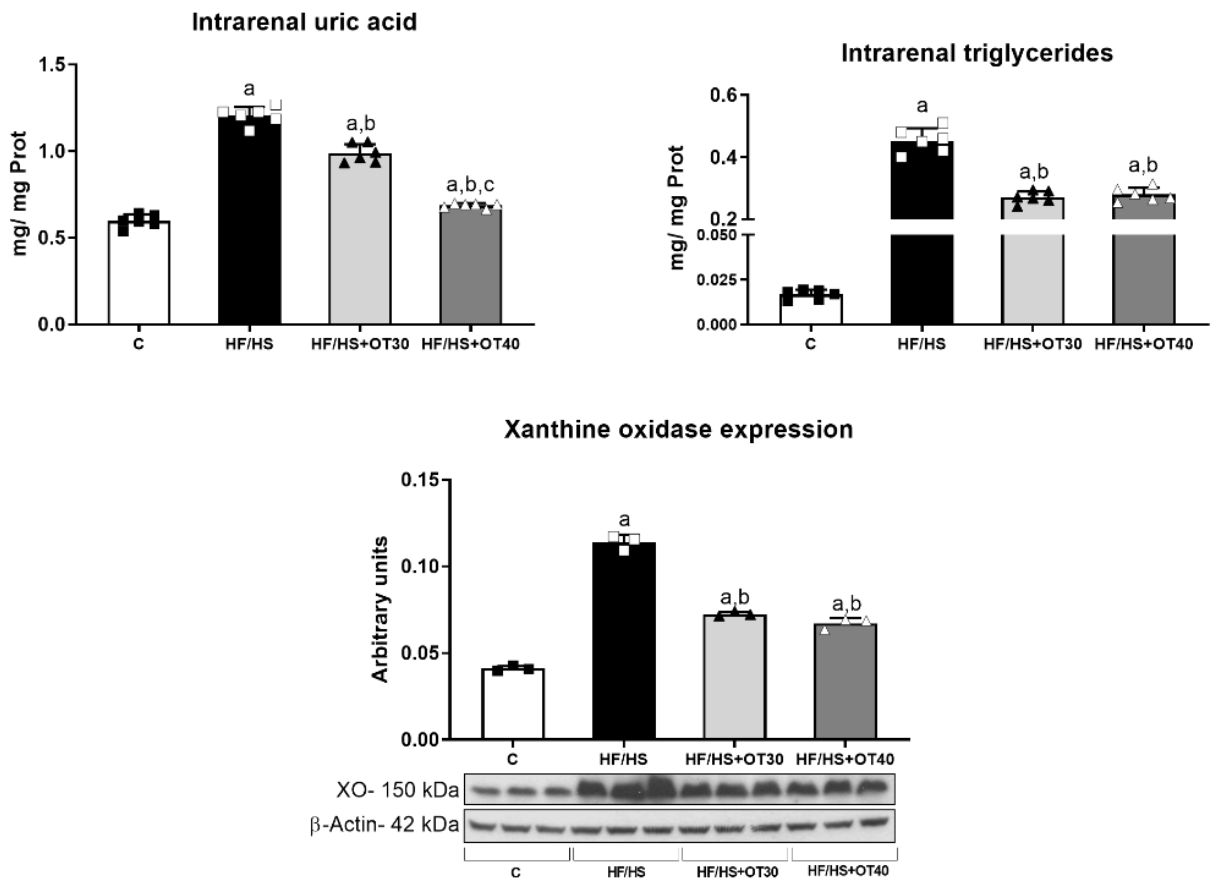 Intrarenal uric acid
mg/ mg Prot
1.5
1.0
0.5
0.0
a
a,b
a,b,c
C HF/HS HF/HS+OT30 HF/HS+OT40
Intrarenal triglycerides
mg/ mg Prot
0.6
0.4
0.2
0.050
0.025
0.000
a
a,b
a,b
C HF/HS HF/HS+OT30 HF/HS+OT40
Xanthine oxidase expression
Arbitrary units
0.15
0.10
0.05
0.00
a
a,b
a,b
C HF/HS HF/HS+OT30 HF/HS+OT40
XO- 150 kDa
β-Actin- 42 kDa
C HF/HS HF/HS+OT30 HF/HS+OT40